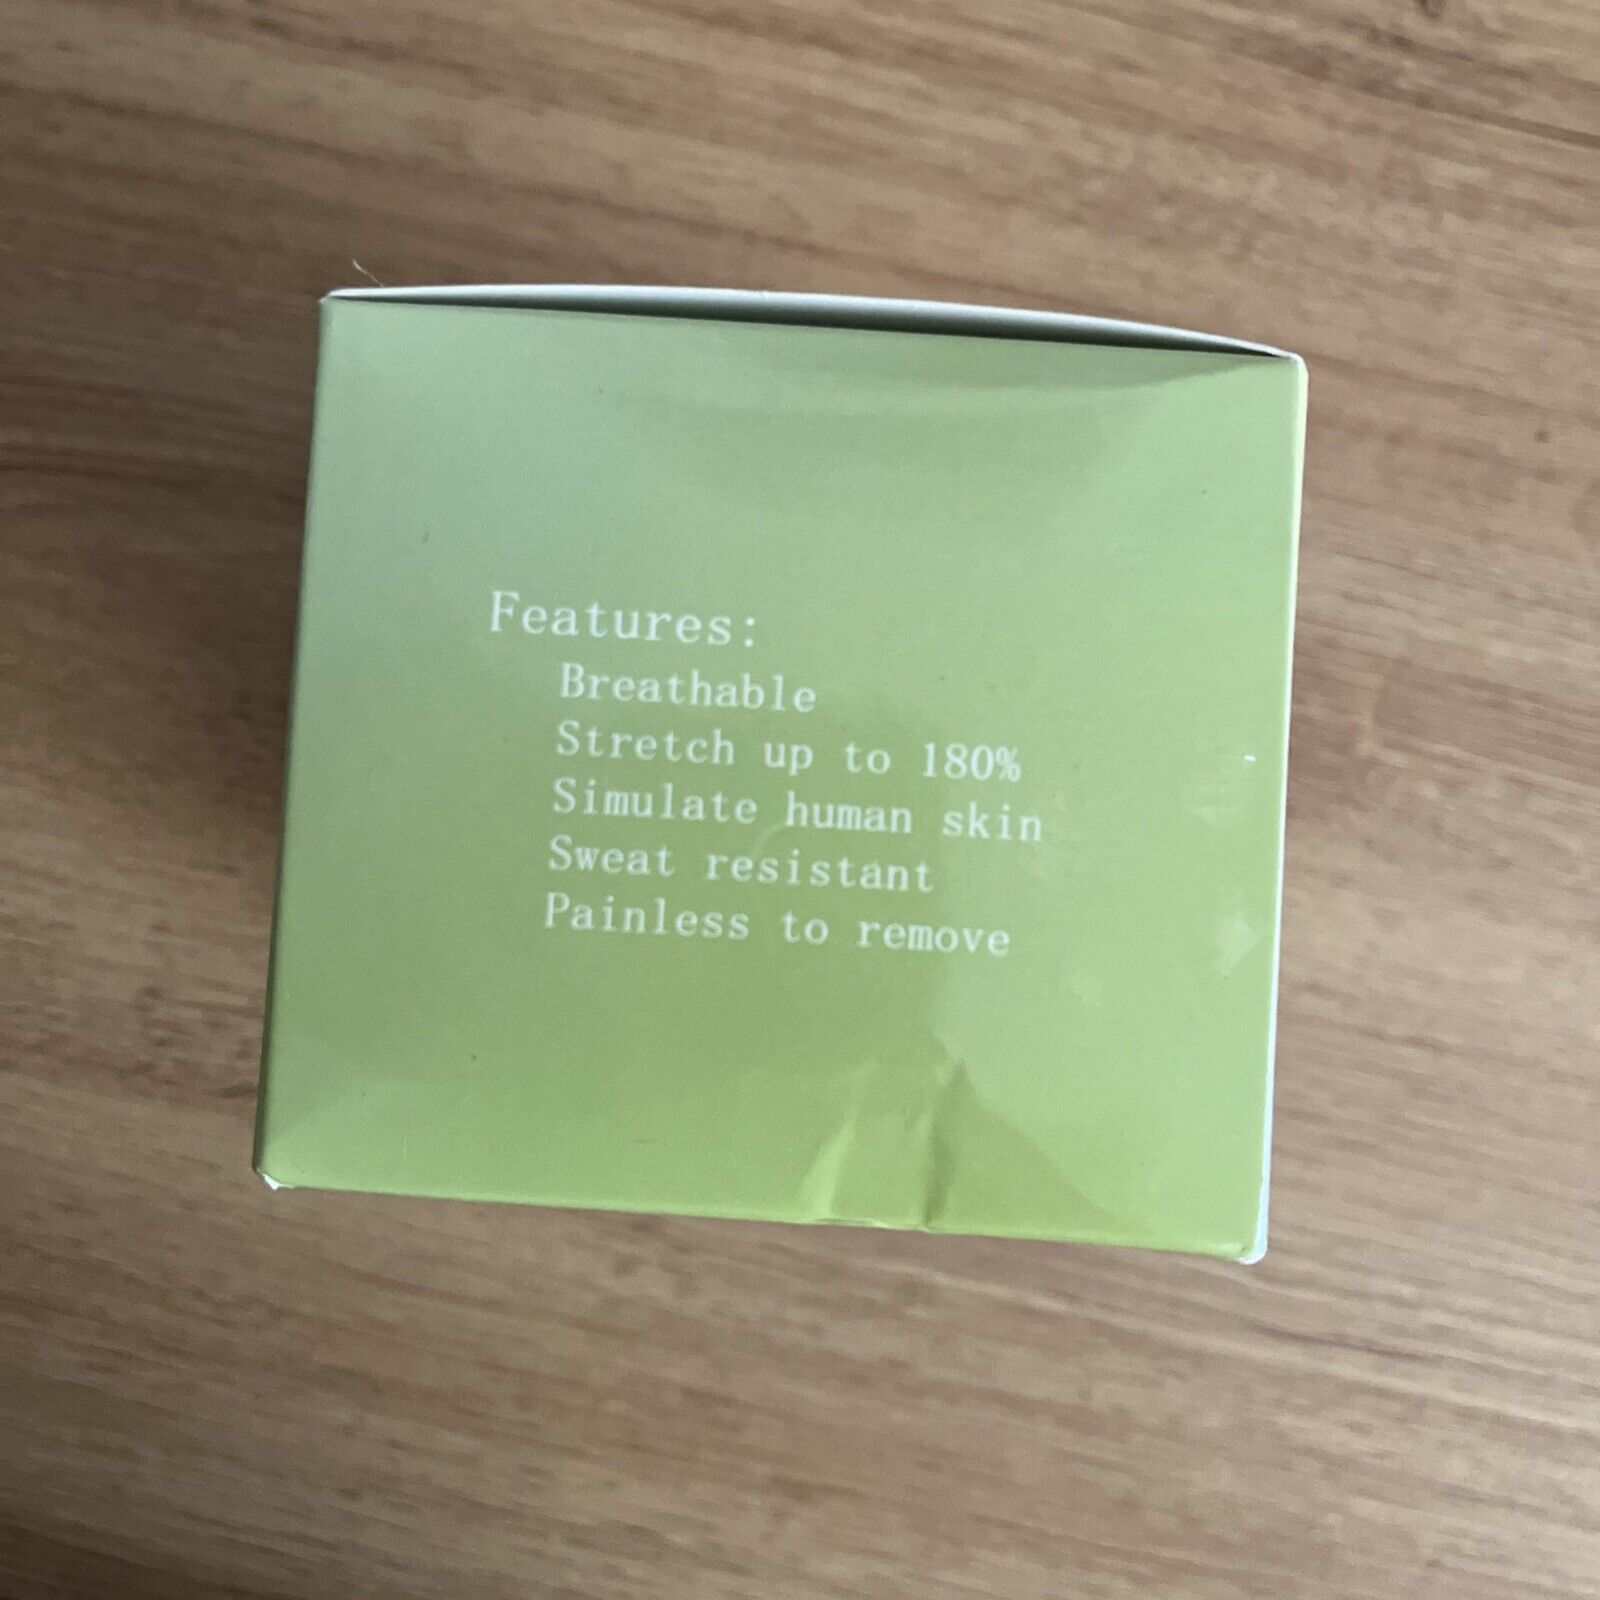 Features:
Breathable
Stretch up to 180%
Simulate human skin
Sweat resistant
Painless to remove